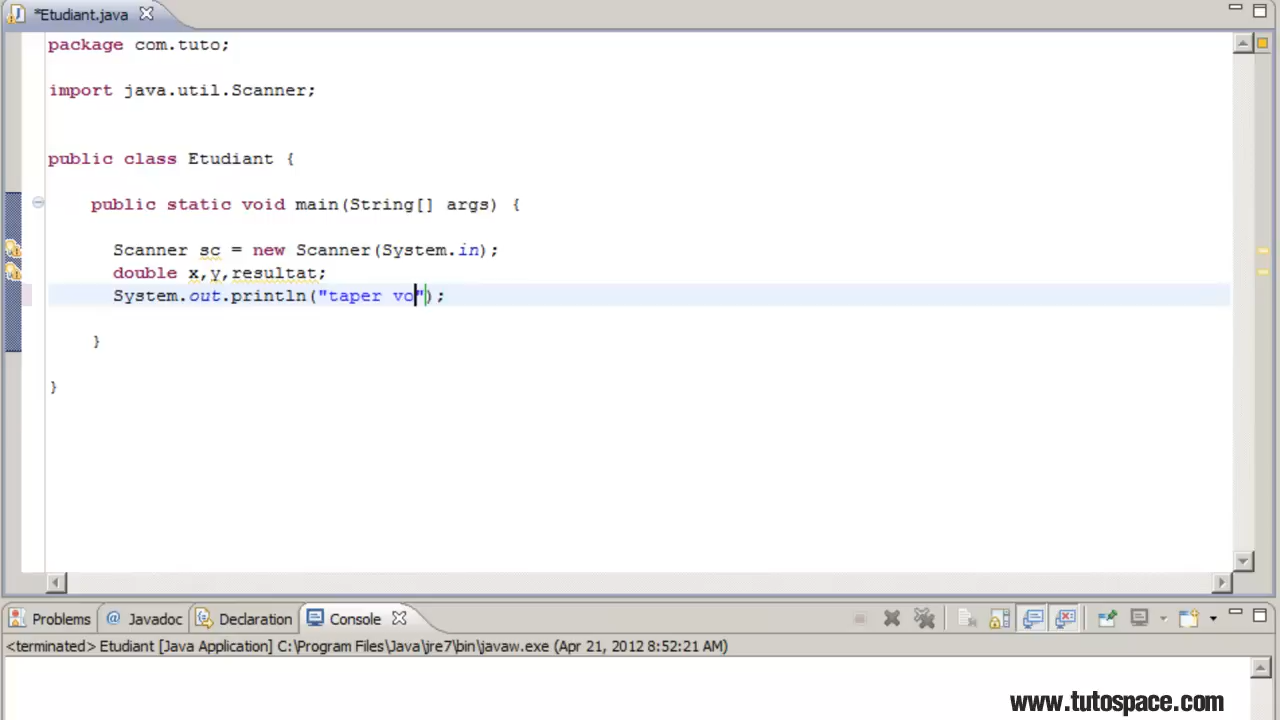 *Etudiant.java
package com.tuto;
import java.util.Scanner;
public class Etudiant {
public static void main(String[] args) {
Scanner sc = new Scanner(System.in);
double x,y,resultat;
System.out.println("taper vo");
}
}
Problems @ Javadoc Declaration Console
<terminated> Etudiant [Java Application] C:\Program Files\Java\jre7\bin\javaw.exe (Apr 21, 2012 8:52:21 AM)
www.tutospace.com